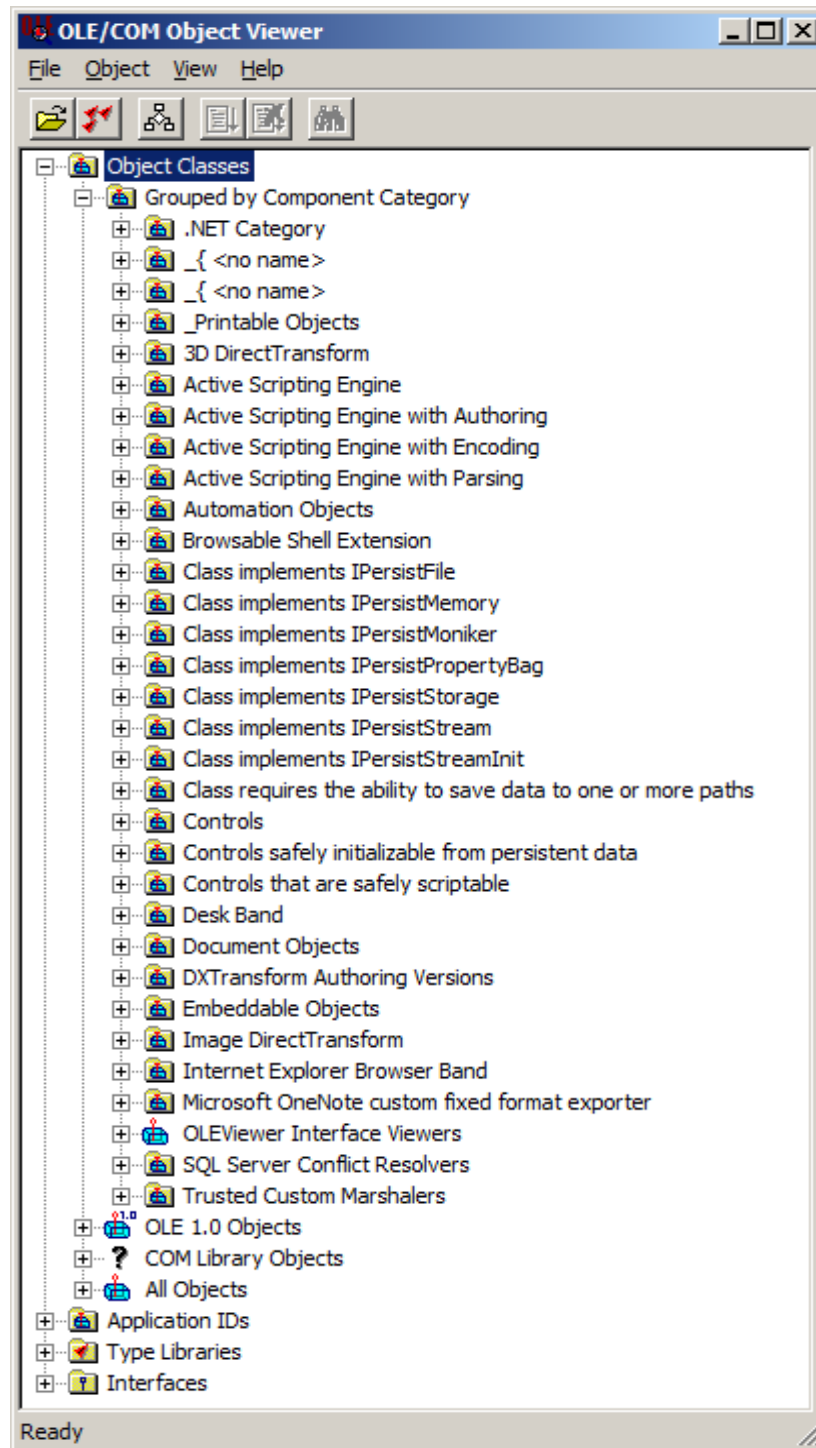 OLE/COM Object Viewer
File Object View Help
Object Classes
Grouped by Component Category
.NET Category
_{ <no name>
_{ <no name>
_Printable Objects
3D DirectTransform
Active Scripting Engine
Active Scripting Engine with Authoring
Active Scripting Engine with Encoding
Active Scripting Engine with Parsing
Automation Objects
Browsable Shell Extension
Class implements IPersistFile
Class implements IPersistMemory
Class implements IPersistMoniker
Class implements IPersistPropertyBag
Class implements IPersistStorage
Class implements IPersistStream
Class implements IPersistStreamInit
Class requires the ability to save data to one or more paths
Controls
Controls safely initializable from persistent data
Controls that are safely scriptable
Desk Band
Document Objects
DXTransform Authoring Versions
Embeddable Objects
Image DirectTransform
Internet Explorer Browser Band
Microsoft OneNote custom fixed format exporter
OLEViewer Interface Viewers
SQL Server Conflict Resolvers
Trusted Custom Marshalers
1.0 OLE 1.0 Objects
? COM Library Objects
All Objects
Application IDs
Type Libraries
Interfaces
Ready